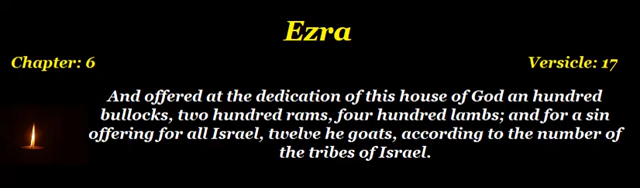 Ezra
Chapter: 6
Versicle: 17
And offered at the dedication of this house of God an hundred
bullocks, two hundred rams, four hundred lambs; and for a sin
offering for all Israel, twelve he goats, according to the number of
the tribes of Israel.